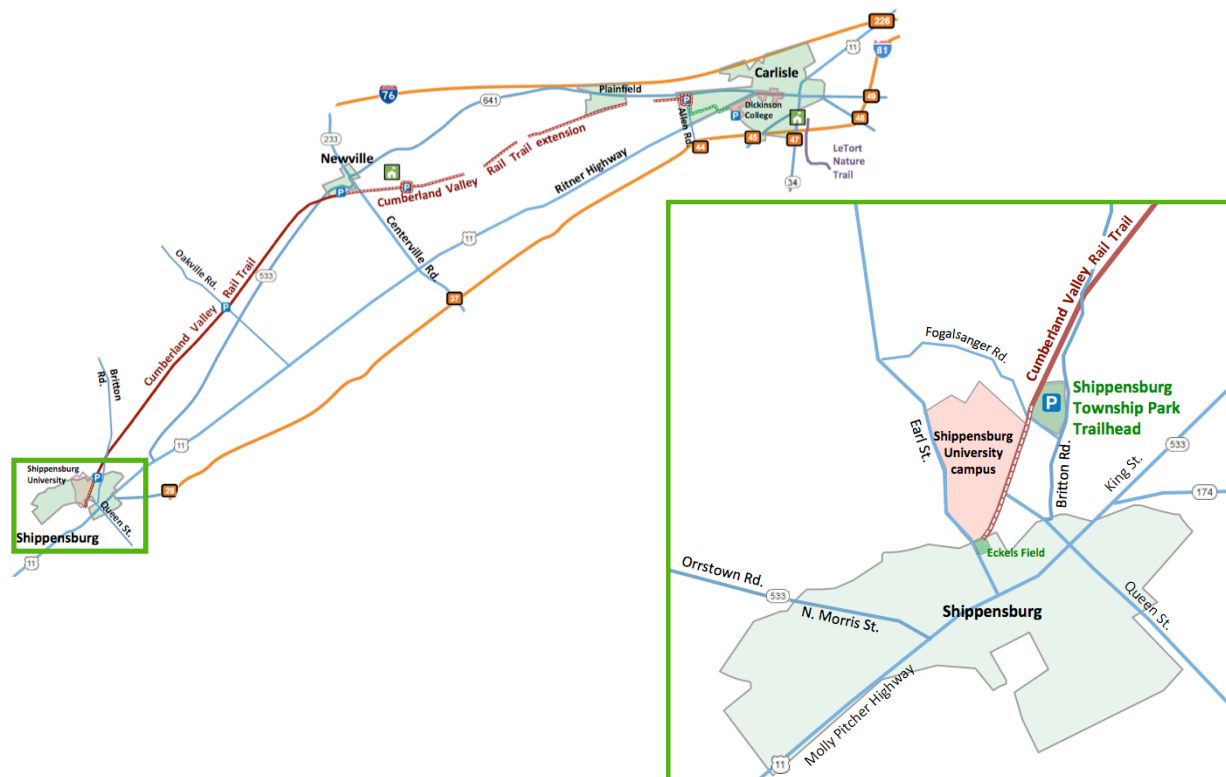 226
11
81
Carlisle
76
Plainfield
641
P
49
Dickinson
College
P
Allen Rd.
233
48
45
47
44
Rail Trail extension
LeTort
Nature
Trail
Newville
34
Ritner Highway
P
P
Cumberland Valley
11
Centerville Rd.
Oakville Rd.
533
Rail Trail
37
P
Cumberland Valley
Britton
Rd.
11
Shippensburg
University
P
29
Queen St.
Shippensburg
11
Cumberland Valley Rail Trail
Fogalsanger Rd.
P
Shippensburg
Township Park
Trailhead
Earl St.
Shippensburg
University
campus
533
King St.
Britton Rd.
174
Eckels Field
Orrstown Rd.
533
N. Morris St.
Shippensburg
Queen St.
Molly Pitcher Highway
11